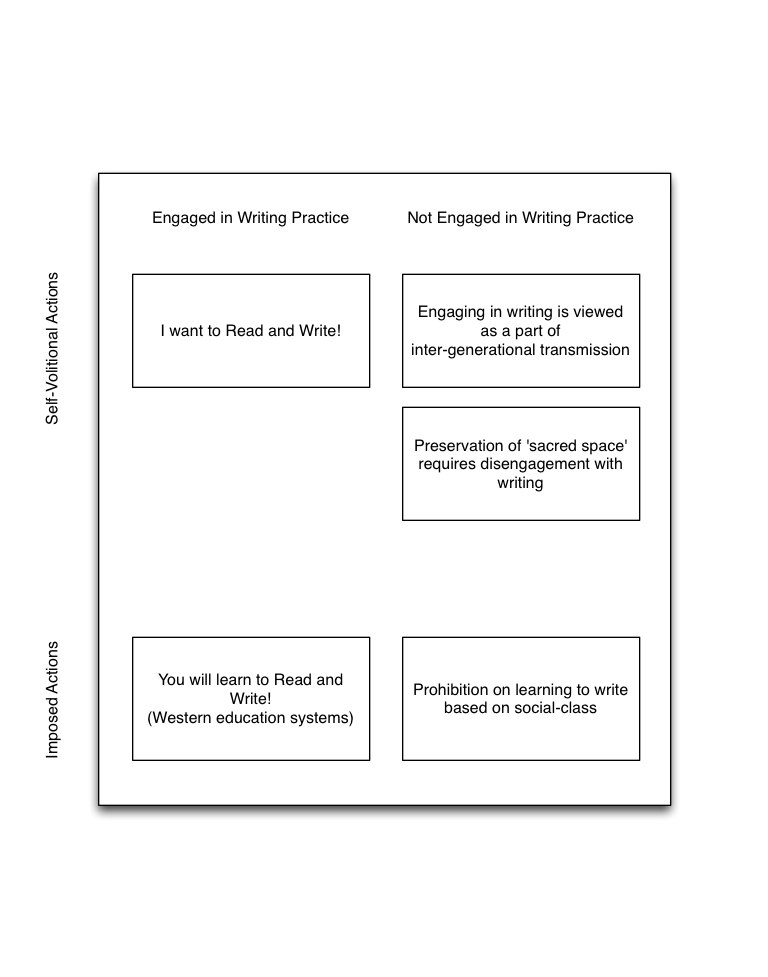 Engaged in Writing Practice
Not Engaged in Writing Practice
Self-Volitional Actions
I want to Read and Write!
Engaging in writing is viewed
as a part of
inter-generational transmission
Preservation of 'sacred space'
requires disengagement with
writing
Imposed Actions
You will learn to Read and
Write!
(Western education systems)
Prohibition on learning to write
based on social-class